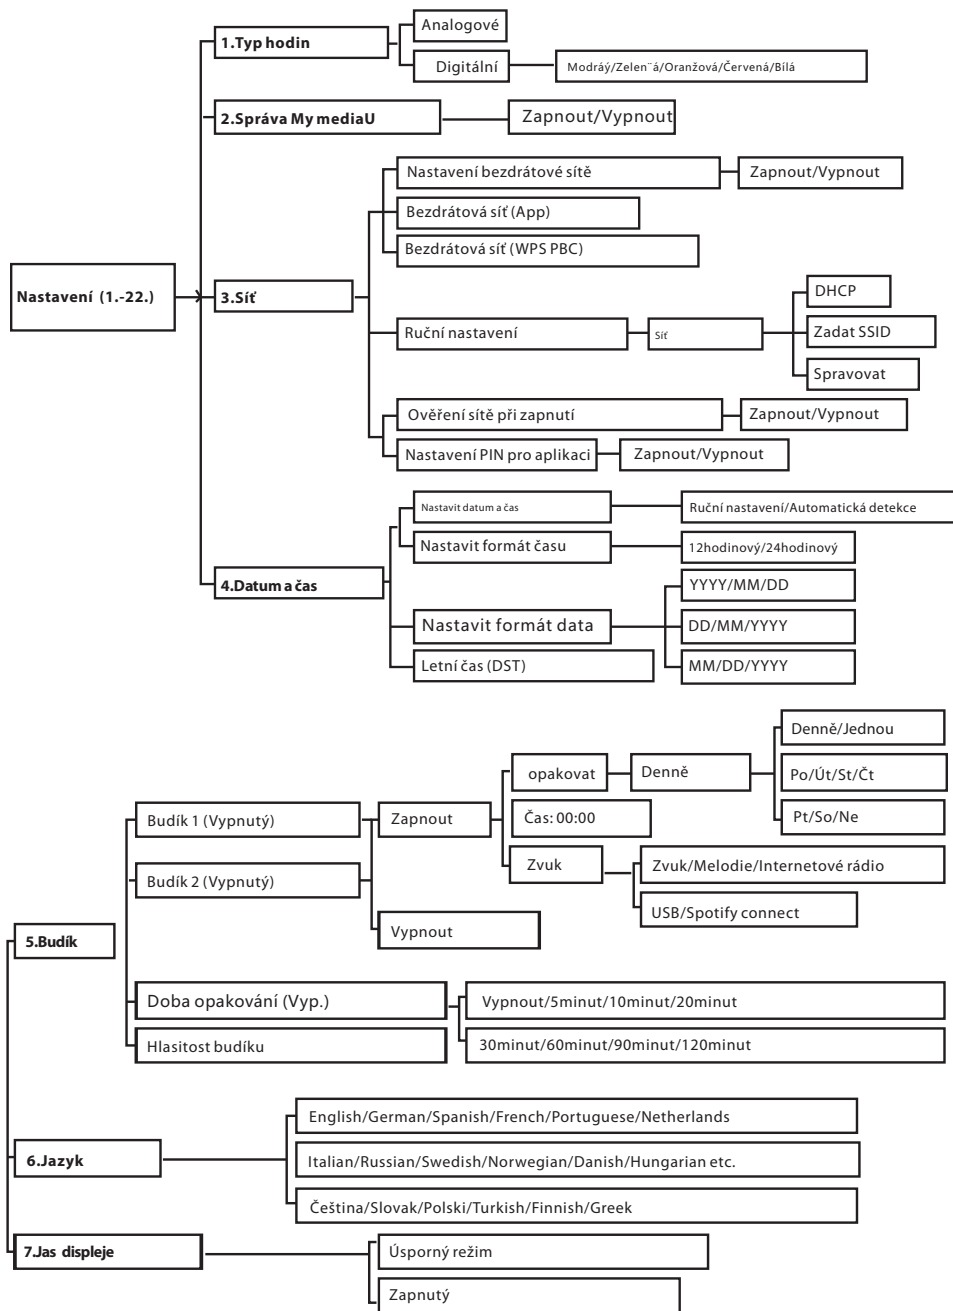 Analogové
1.Typ hodin
Digitální
Modráý/Zelen¨á/Oranžová/Červená/Bílá
2.Správa My mediaU
Zapnout/Vypnout
Nastavení bezdrátové sítě
Zapnout/Vypnout
Bezdrátová síť (App)
Bezdrátová síť (WPS PBC)
Nastavení (1.-22.)
3.Síť
DHCP
Ruční nastavení
Síť
Zadat SSID
Spravovat
Ověření sítě při zapnutí
Zapnout/Vypnout
Nastavení PIN pro aplikaci
Zapnout/Vypnout
Nastavit datum a čas
Ruční nastavení/Automatická detekce
Nastavit formát času
12hodinový/24hodinový
4.Datum a čas
YYYY/MM/DD
Nastavit formát data
DD/MM/YYYY
Letní čas (DST)
MM/DD/YYYY
Denně/Jednou
opakovat
Denně
Po/Út/St/Čt
Budík 1 (Vypnutý)
Zapnout
Čas: 00:00
Pt/So/Ne
Zvuk
Zvuk/Melodie/Internetové rádio
Budík 2 (Vypnutý)
USB/Spotify connect
5.Budík
Vypnout
Doba opakování (Vyp.)
Vypnout/5minut/10minut/20minut
Hlasitost budíku
30minut/60minut/90minut/120minut
English/German/Spanish/French/Portuguese/Netherlands
6.Jazyk
Italian/Russian/Swedish/Norwegian/Danish/Hungarian etc.
Čeština/Slovak/Polski/Turkish/Finnish/Greek
7.Jas displeje
Úsporný režim
Zapnutý